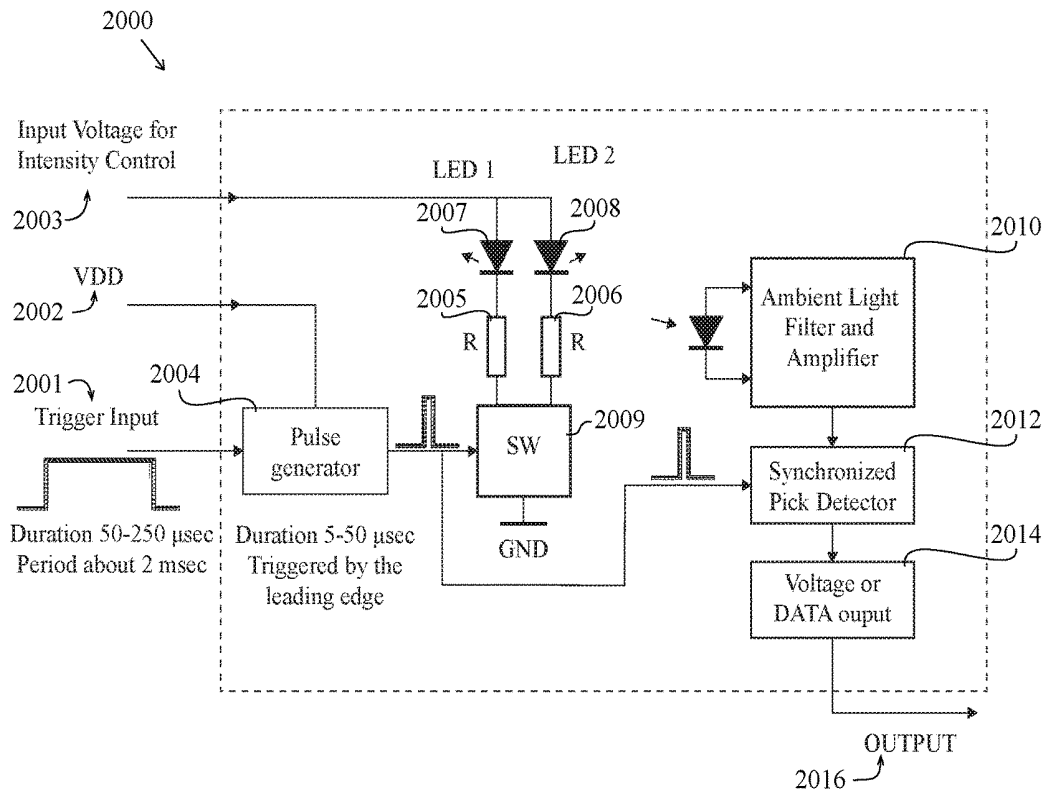 2000
Input Voltage for
Intensity Control
2003
VDD
2002
2001
Trigger Input
Duration 50-250 µsec
Period about 2 msec
2004
Pulse
generator
Duration 5-50 µsec
Triggered by the
leading edge
LED 1
LED 2
2007
2008
2005
2006
R
R
SW
2009
GND
2010
Ambient Light
Filter and
Amplifier
2012
Synchronized
Pick Detector
2014
Voltage or
DATA ouput
OUTPUT
2016